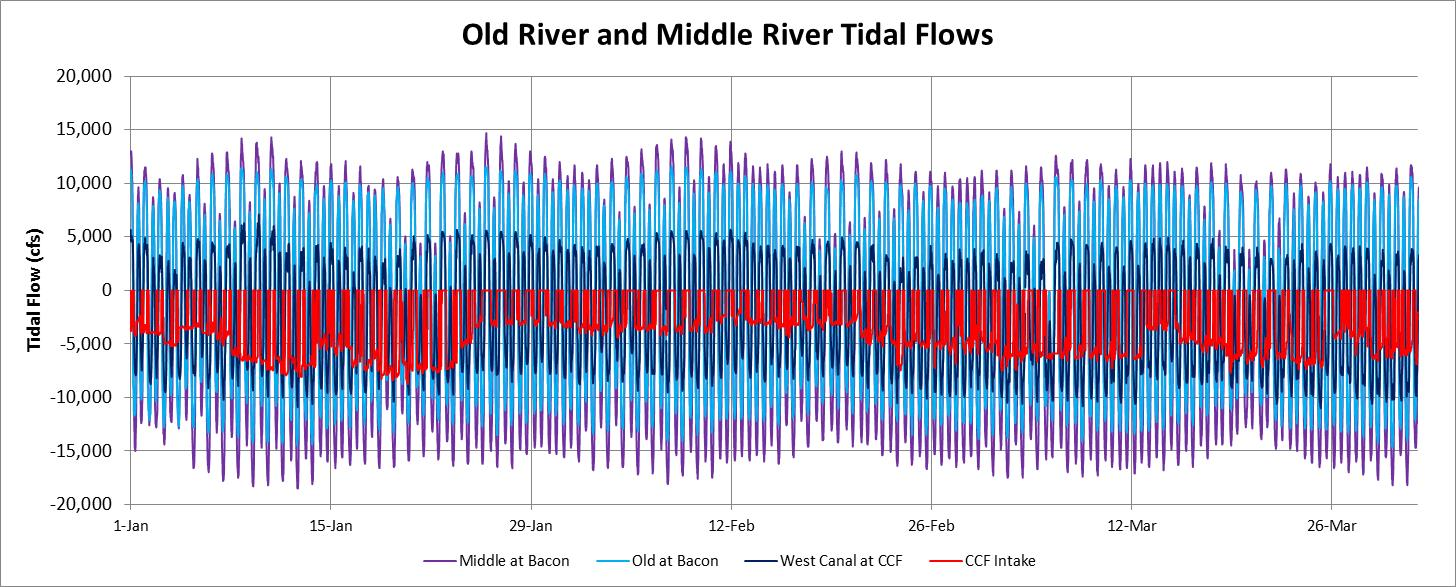 Old River and Middle River Tidal Flows
20,000
15,000
10,000
5,000
0
-5,000
-10,000
-15,000
-20,000
Tidal Flow (cfs)
1-Jan 15-Jan 29-Jan 12-Feb 26-Feb 12-Mar 26-Mar
Middle at Bacon Old at Bacon West Canal at CCF CCF Intake